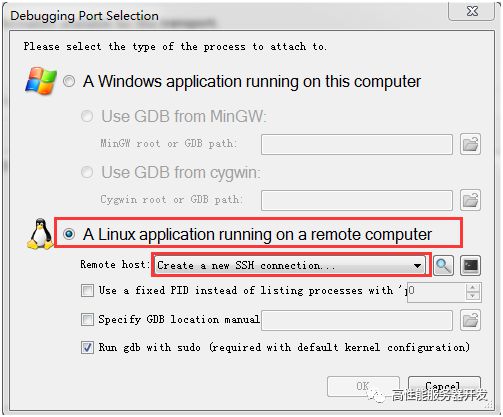 Debugging Port Selection
Please select the type of the process to attach to.
A Windows application running on this computer
Use GDB from MinGW:
MinGW root or GDB path:
Use GDB from cygwin:
Cygwin root or GDB path:
A Linux application running on a remote computer
Remote host: Create a new SSH connection...
Use a fixed PID instead of listing processes with ' 0
Specify GDB location manual
Run gdb with sudo (required with default kernel configuration)
OK Cancel
高性能服务器开发